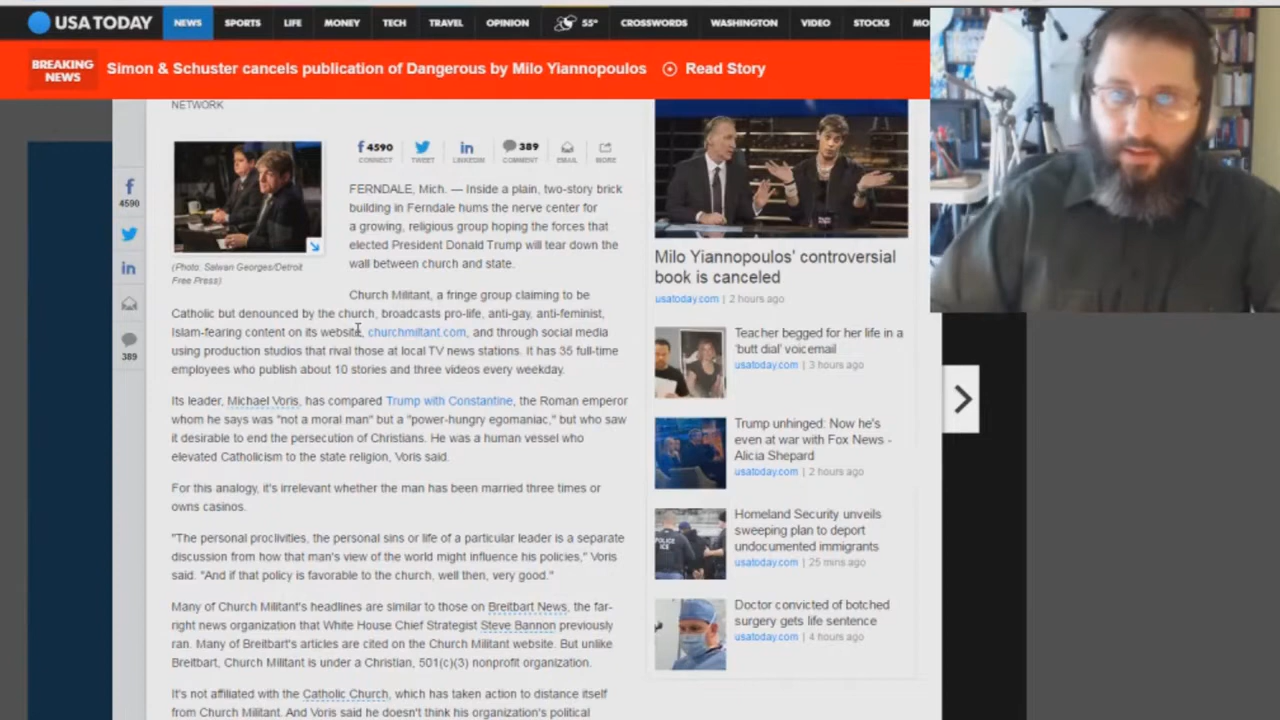 USA TODAY NEWS SPORTS LIFE MONEY TECH TRAVEL OPINION 55° CROSSWORDS WASHINGTON VIDEO STOCKS MO
BREAKING NEWS
Simon & Schuster cancels publication of Dangerous by Milo Yiannopoulos Read Story
NETWORK
f 4590 CONNECT
TWEET
in LINKEDIN
389 COMMENT
EMAIL
MORE
f
4590
in
389
(Photo: Salwan Georges/Detroit
Free Press)
FERNDALE, Mich. — Inside a plain, two-story brick
building in Ferndale hums the nerve center for
a growing, religious group hoping the forces that
elected President Donald Trump will tear down the
wall between church and state.
Church Militant, a fringe group claiming to be
Catholic but denounced by the church, broadcasts pro-life, anti-gay, anti-feminist,
Islam-fearing content on its website, churchmiltant.com, and through social media
using production studios that rival those at local TV news stations. It has 35 full-time
employees who publish about 10 stories and three videos every weekday.
Its leader, Michael Voris, has compared Trump with Constantine, the Roman emperor
whom he says was "not a moral man" but a "power-hungry egomaniac," but who saw
it desirable to end the persecution of Christians. He was a human vessel who
elevated Catholicism to the state religion, Voris said.
For this analogy, it's irrelevant whether the man has been married three times or
owns casinos.
"The personal proclivities, the personal sins or life of a particular leader is a separate
discussion from how that man's view of the world might influence his policies," Voris
said. "And if that policy is favorable to the church, well then, very good."
Many of Church Militant's headlines are similar to those on Breitbart News, the far-
right news organization that White House Chief Strategist Steve Bannon previously
ran. Many of Breitbart's articles are cited on the Church Militant website. But unlike
Breitbart, Church Militant is under a Christian, 501(c)(3) nonprofit organization.
It's not affiliated with the Catholic Church, which has taken action to distance itself
from Church Militant. And Voris said he doesn't think his organization's political
Milo Yiannopoulos' controversial
book is canceled
usatoday.com | 2 hours ago
Teacher begged for her life in a
'butt dial' voicemail
usatoday.com | 3 hours ago
Trump unhinged: Now he's
even at war with Fox News -
Alicia Shepard
usatoday.com | 2 hours ago
POLICE
ICE
Homeland Security unveils
sweeping plan to deport
undocumented immigrants
usatoday.com | 25 mins ago
Doctor convicted of botched
surgery gets life sentence
usatoday.com | 4 hours ago